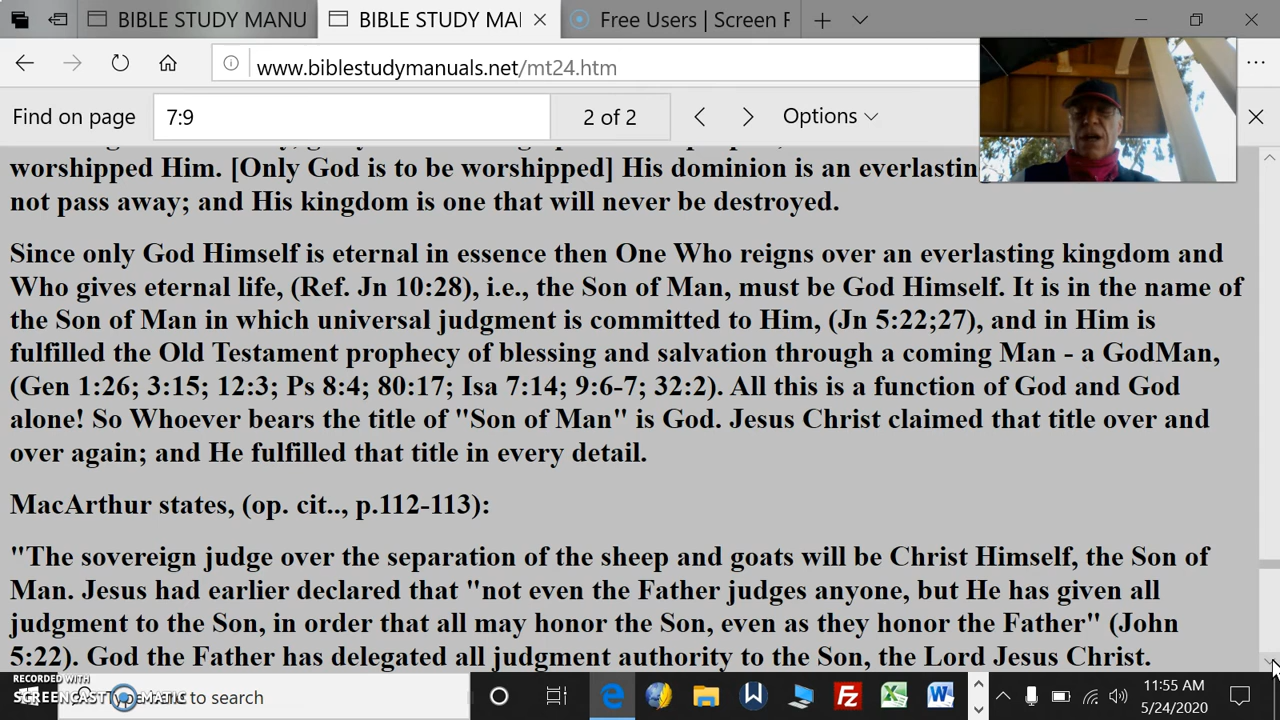 BIBLE STUDY MANU
BIBLE STUDY MAI
Free Users | Screen F
www.biblestudymanuals.net/mt24.htm
Find on page
7:9
2 of 2
Options
worshipped Him. [Only God is to be worshipped] His dominion is an everlastin
not pass away; and His kingdom is one that will never be destroyed.
Since only God Himself is eternal in essence then One Who reigns over an everlasting kingdom and
Who gives eternal life, (Ref. Jn 10:28), i.e., the Son of Man, must be God Himself. It is in the name of
the Son of Man in which universal judgment is committed to Him, (Jn 5:22;27), and in Him is
fulfilled the Old Testament prophecy of blessing and salvation through a coming Man - a GodMan,
(Gen 1:26; 3:15; 12:3; Ps 8:4; 80:17; Isa 7:14; 9:6-7; 32:2). All this is a function of God and God
alone! So Whoever bears the title of "Son of Man" is God. Jesus Christ claimed that title over and
over again; and He fulfilled that title in every detail.
MacArthur states, (op. cit.., p.112-113):
"The sovereign judge over the separation of the sheep and goats will be Christ Himself, the Son of
Man. Jesus had earlier declared that "not even the Father judges anyone, but He has given all
judgment to the Son, in order that all may honor the Son, even as they honor the Father" (John
5:22). God the Father has delegated all judgment authority to the Son, the Lord Jesus Christ.
RECORDED WITH
SCREENCAST-O-MATIC
Type here to search
11:55 AM
5/24/2020